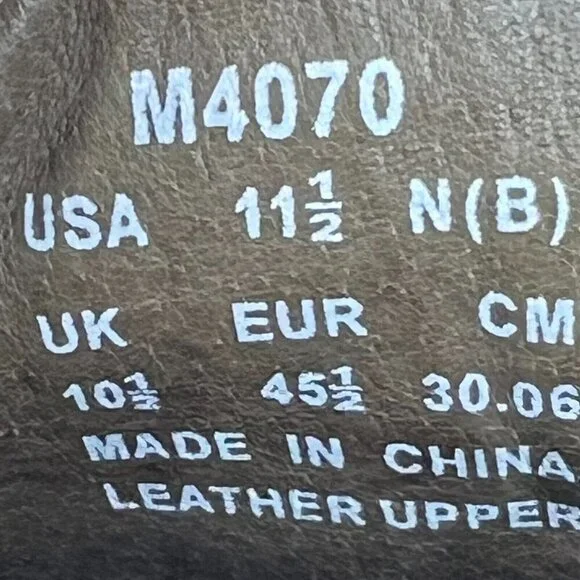 M4070
USA 11½ N(B)
UK EUR CM
10½ 45½ 30.06
MADE IN CHINA
LEATHER UPPER